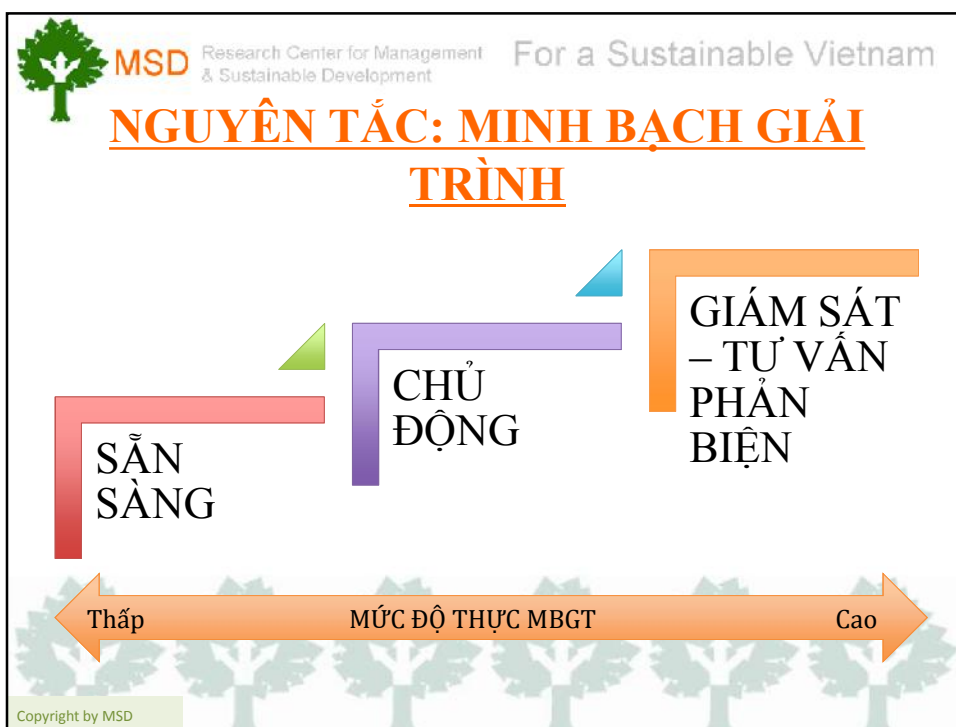 MSD Research Center for Management For a Sustainable Vietnam
& Sustainable Development
NGUYÊN TẮC: MINH BẠCH GIẢI
TRÌNH
SẴN
SÀNG
CHỦ
ĐỘNG
GIÁM SÁT
– TƯ VẤN
PHẢN
BIỆN
Thấp MỨC ĐỘ THỰC MBGT Cao
Copyright by MSD